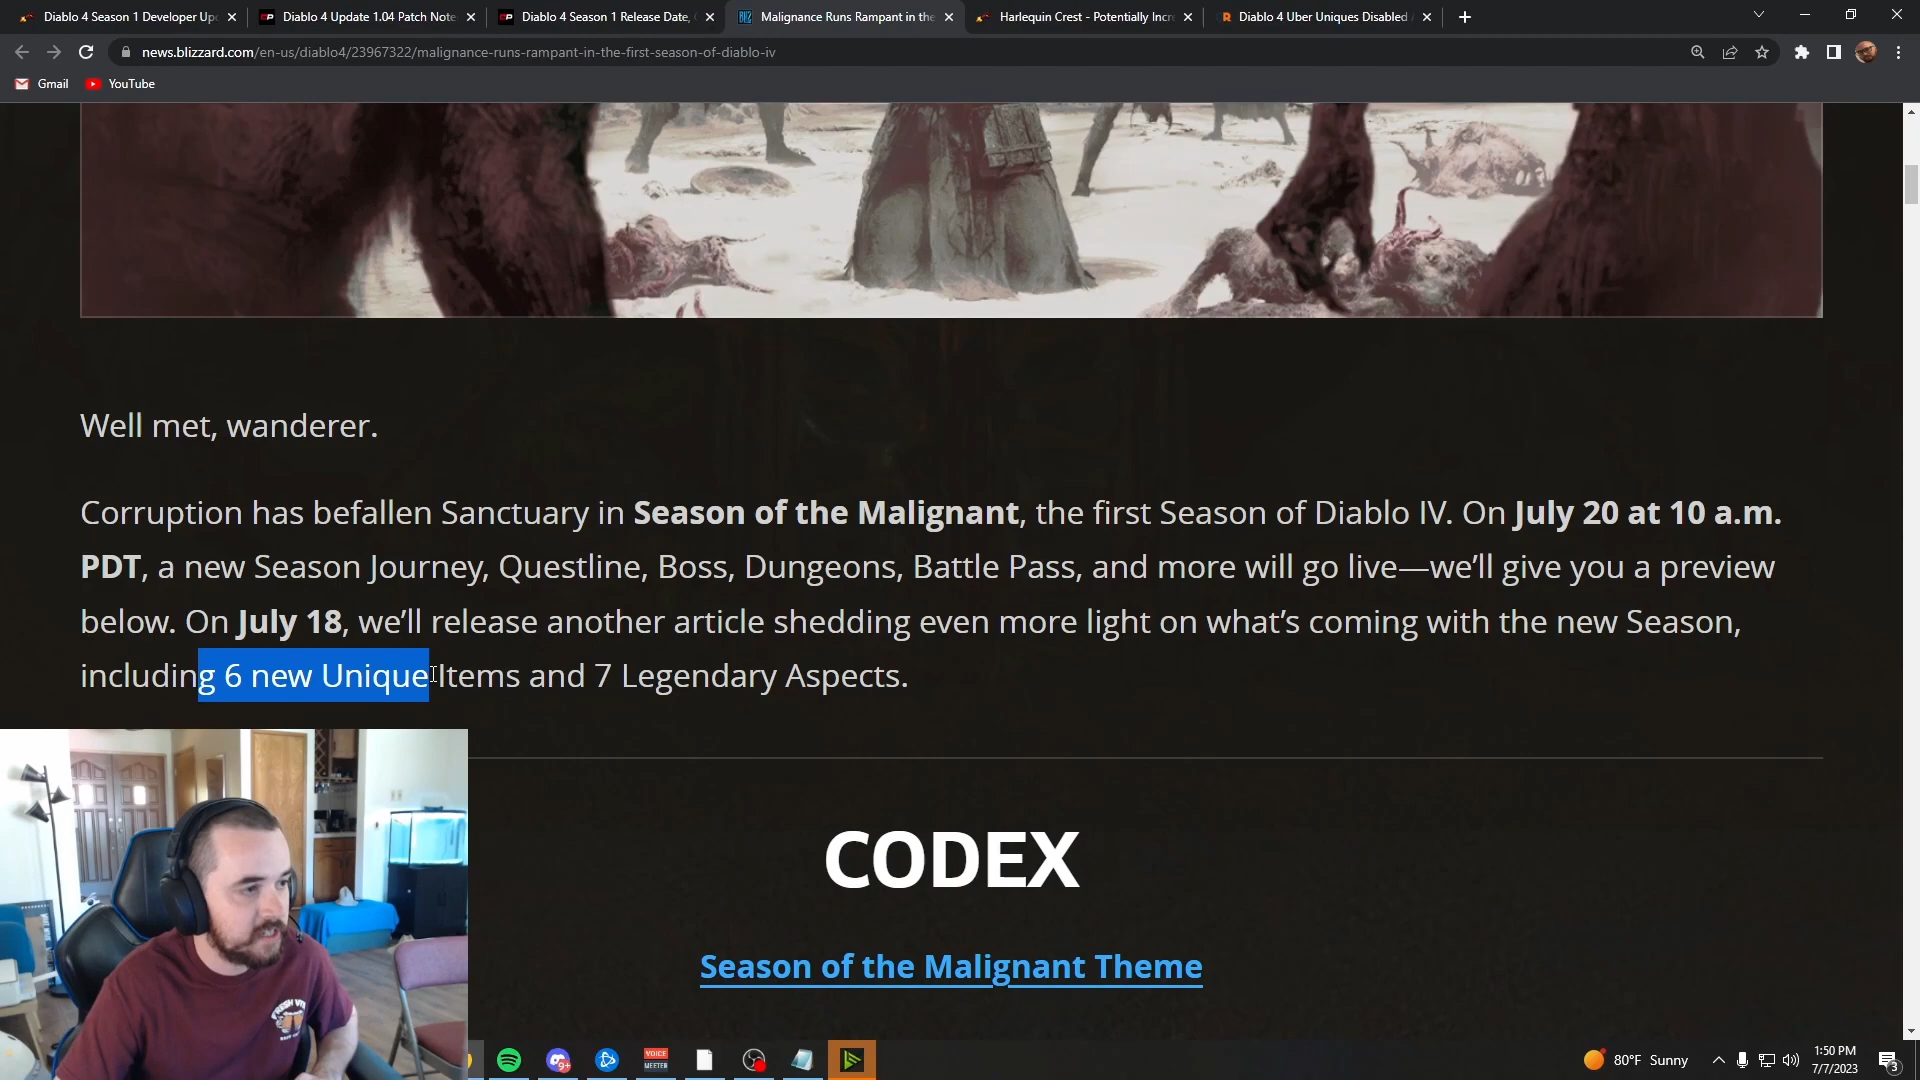 Diablo 4 Season 1 Developer Up
Diablo 4 Update 1.04 Patch Note
Diablo 4 Season 1 Release Date,
Malignance Runs Rampant in the
Harlequin Crest - Potentially Incr
Diablo 4 Uber Uniques Disabled
news.blizzard.com/en-us/diablo4/23967322/malignance-runs-rampant-in-the-first-season-of-diablo-iv
Gmail
YouTube
Well met, wanderer.
Corruption has befallen Sanctuary in Season of the Malignant, the first Season of Diablo IV. On July 20 at 10 a.m.
PDT, a new Season Journey, Questline, Boss, Dungeons, Battle Pass, and more will go live—we’ll give you a preview
below. On July 18, we’ll release another article shedding even more light on what’s coming with the new Season,
including 6 new Unique Items and 7 Legendary Aspects.
CODEX
Season of the Malignant Theme
VOICE
MEETER
9+
80°F Sunny
1:50 PM
7/7/2023
3